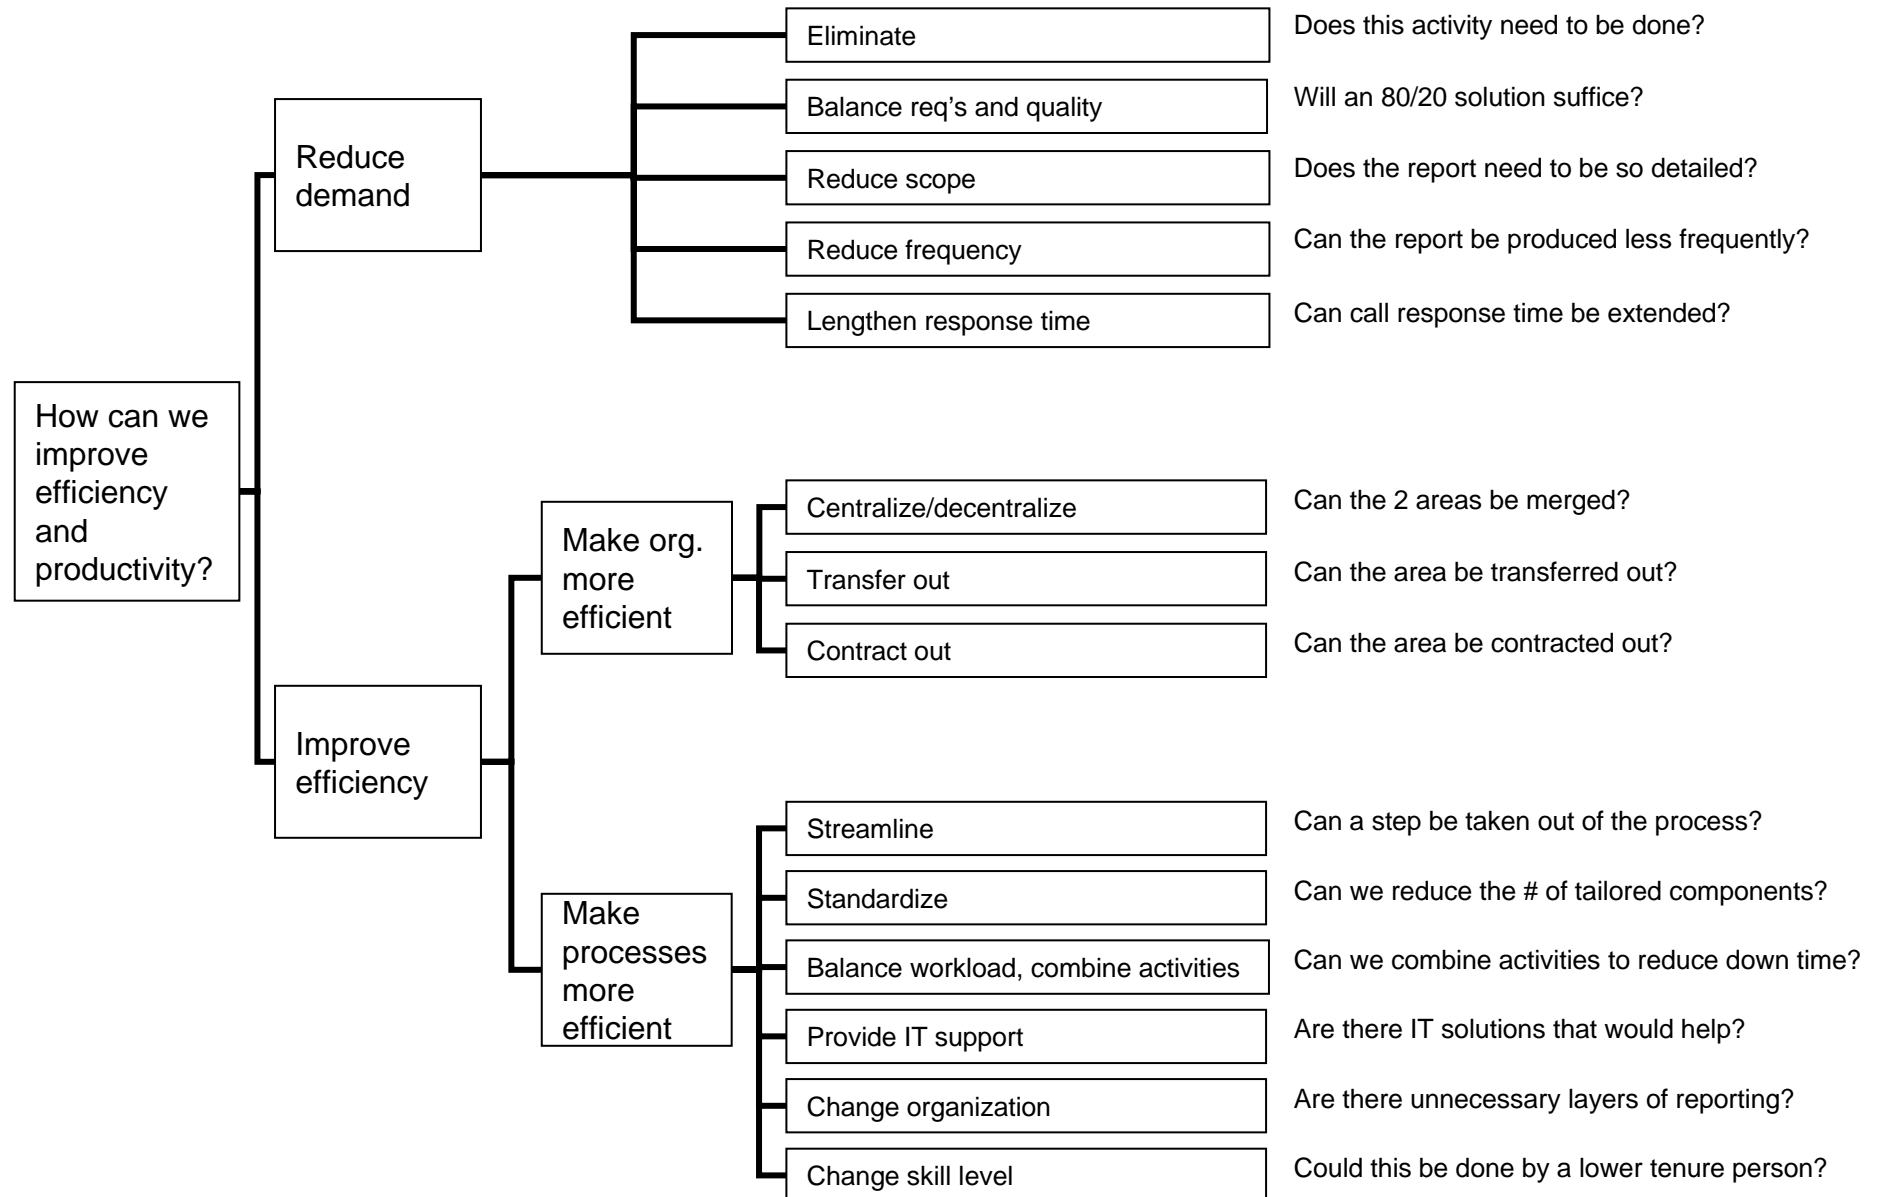 How can we
improve
efficiency
and
productivity?
Reduce
demand
Eliminate
Does this activity need to be done?
Balance req's and quality
Will an 80/20 solution suffice?
Reduce scope
Does the report need to be so detailed?
Reduce frequency
Can the report be produced less frequently?
Lengthen response time
Can call response time be extended?
Improve
efficiency
Make org.
more
efficient
Centralize/decentralize
Can the 2 areas be merged?
Transfer out
Can the area be transferred out?
Contract out
Can the area be contracted out?
Make
processes
more
efficient
Streamline
Can a step be taken out of the process?
Standardize
Can we reduce the # of tailored components?
Balance workload, combine activities
Can we combine activities to reduce down time?
Provide IT support
Are there IT solutions that would help?
Change organization
Are there unnecessary layers of reporting?
Change skill level
Could this be done by a lower tenure person?